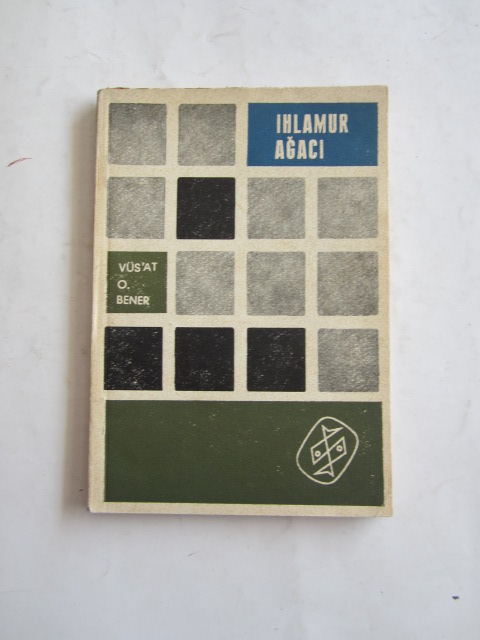 IHLAMUR
AĞACI
VÜS'AT
O.
BENER